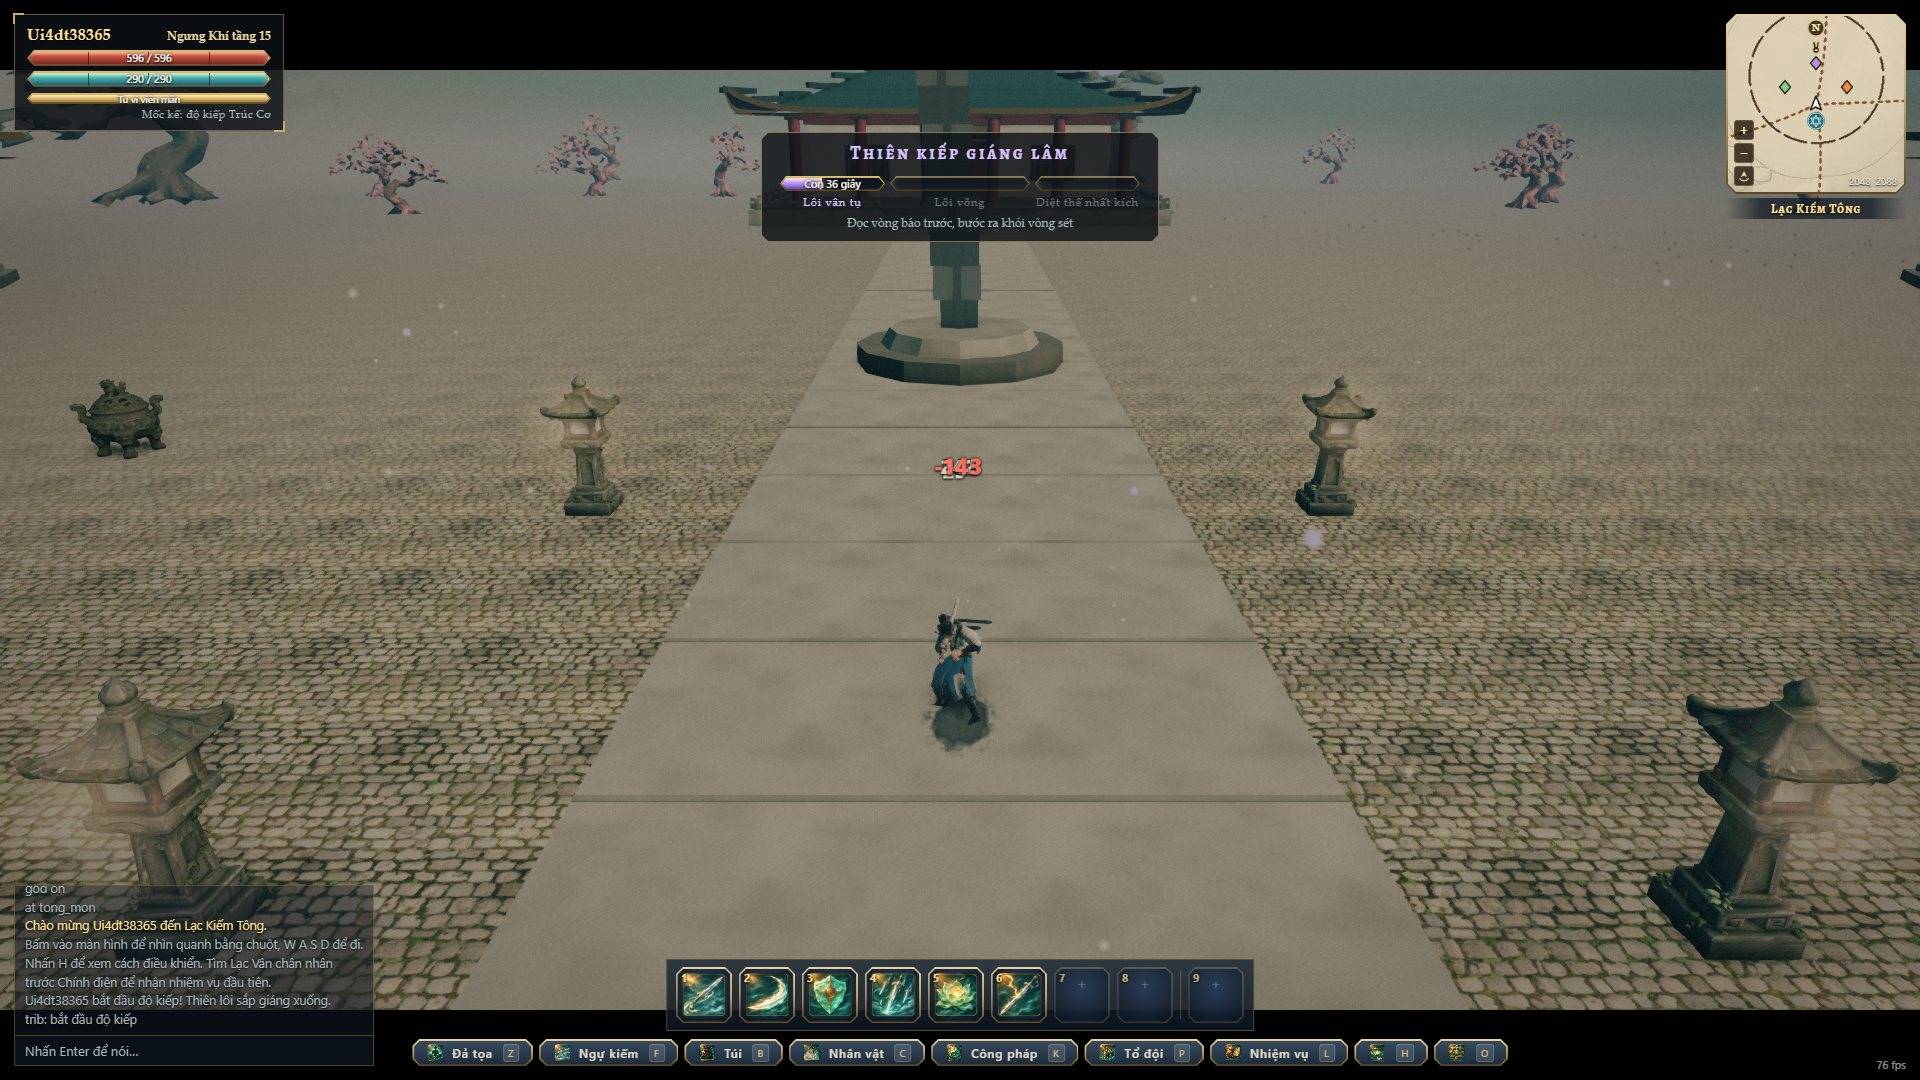 Ui4dt38365 Ngưng Khí tầng 15
596 / 596
290 / 290
Tu vi viên mãn
Mốc kế: độ kiếp Trúc Cơ
THIÊN KIẾP GIÁNG LÂM
Còn 36 giây
Lôi vân tụ Lôi võng Diệt thế nhất kích
Đọc vòng báo trước, bước ra khỏi vòng sét
N
+
−
2048, 2088
LẠC KIẾM TÔNG
-143
god on
at tong_mon
Chào mừng Ui4dt38365 đến Lạc Kiếm Tông.
Bấm vào màn hình để nhìn quanh bằng chuột, W A S D để đi.
Nhấn H để xem cách điều khiển. Tìm Lạc Vân chân nhân
trước Chính điện để nhận nhiệm vụ đầu tiên.
Ui4dt38365 bắt đầu độ kiếp! Thiên lôi sắp giáng xuống.
trib: bắt đầu độ kiếp
Nhấn Enter để nói...
1 2 3 4 5 6 7 + 8 + 9 +
Đả tọa Z Ngự kiếm F Túi B Nhân vật C Công pháp K Tổ đội P Nhiệm vụ L H O
76 fps